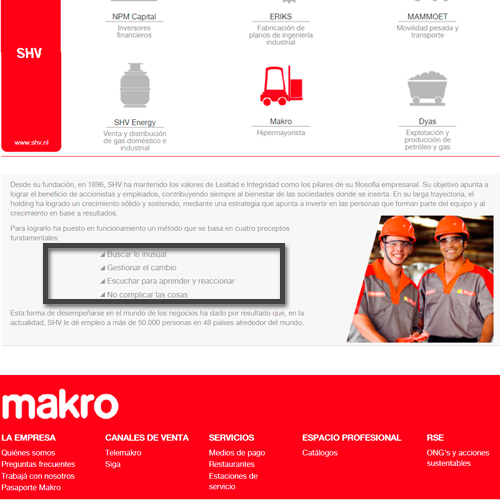 NPM Capital
Inversores
financieros
ERIKS
Fabricación de
planos de ingeniería
industrial
MAMMOET
Movilidad pesada y
transporte
SHV
www.shv.nl
SHV Energy
Venta y distribución
de gas doméstico e
industrial
Makro
Hipermayorista
Dyas
Explotación y
producción de
petróleo y gas
Desde su fundación, en 1896, SHV ha mantenido los valores de Lealtad e Integridad como los pilares de su filosofía empresarial. Su objetivo apunta a
lograr el beneficio de accionistas y empleados, contribuyendo siempre al bienestar de las sociedades donde se inserta. En su larga trayectoria, el
holding ha logrado un crecimiento sólido y sostenido, mediante una estrategia que apunta a invertir en las personas que forman parte del equipo y al
crecimiento en base a resultados.
Para lograrlo ha puesto en funcionamiento un método que se basa en cuatro preceptos
fundamentales:
Buscar lo inusual
Gestionar el cambio
Escuchar para aprender y reaccionar
No complicar las cosas
Esta forma de desempeñarse en el mundo de los negocios ha dado por resultado que, en la
actualidad, SHV le dé empleo a más de 50.000 personas en 48 países alrededor del mundo.
makro
LA EMPRESA
Quiénes somos
Preguntas frecuentes
Trabajá con nosotros
Pasaporte Makro
CANALES DE VENTA
Telemakro
Siga
SERVICIOS
Medios de pago
Restaurantes
Estaciones de
servicio
ESPACIO PROFESIONAL
Catálogos
RSE
ONG's y acciones
sustentables